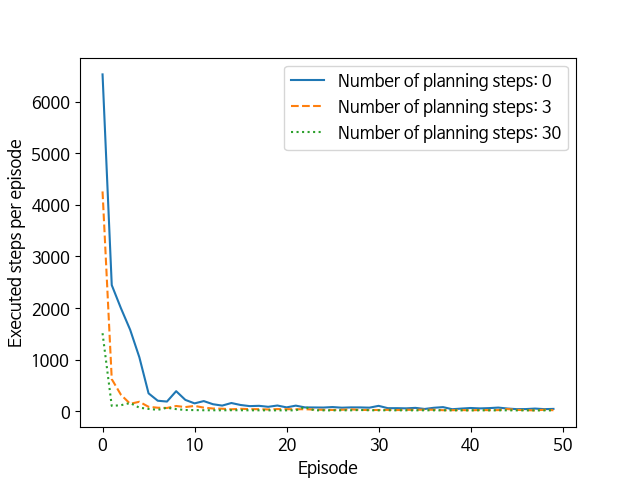 Number of planning steps: 0
Number of planning steps: 3
Number of planning steps: 30
Executed steps per episode
6000
5000
4000
3000
2000
1000
0
0 10 20 30 40 50
Episode